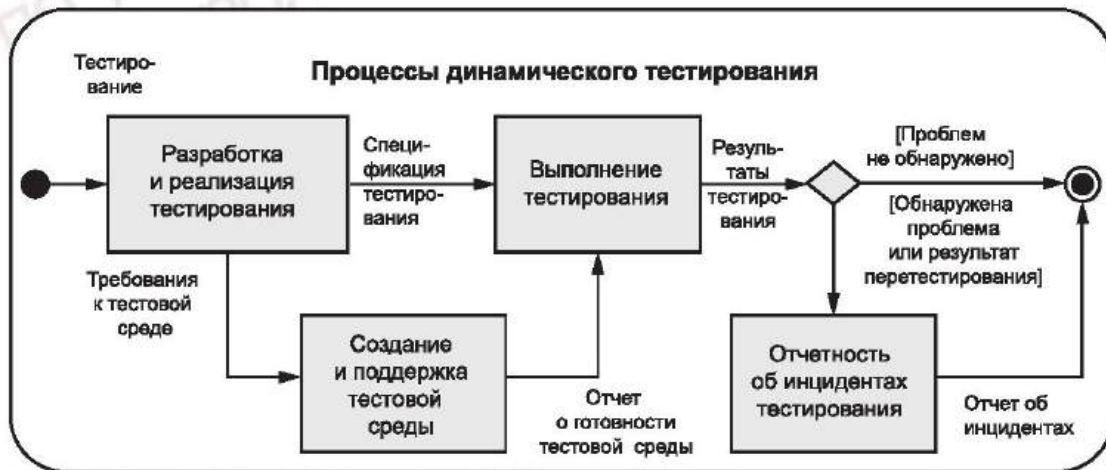 Процессы динамического тестирования
Тестиро-
вание
Разработка
и реализация
тестирования
Специ-
фикация
тестиро-
вания
Выполнение
тестирования
Резуль-
таты
тестиро-
вания
[Проблем
не обнаружено]
[Обнаружена
проблема
или результат
перетестирования]
Требования
к тестовой
среде
Создание
и поддержка
тестовой
среды
Отчет
о готовности
тестовой среды
Отчетность
об инцидентах
тестирования
Отчет об
инцидентах